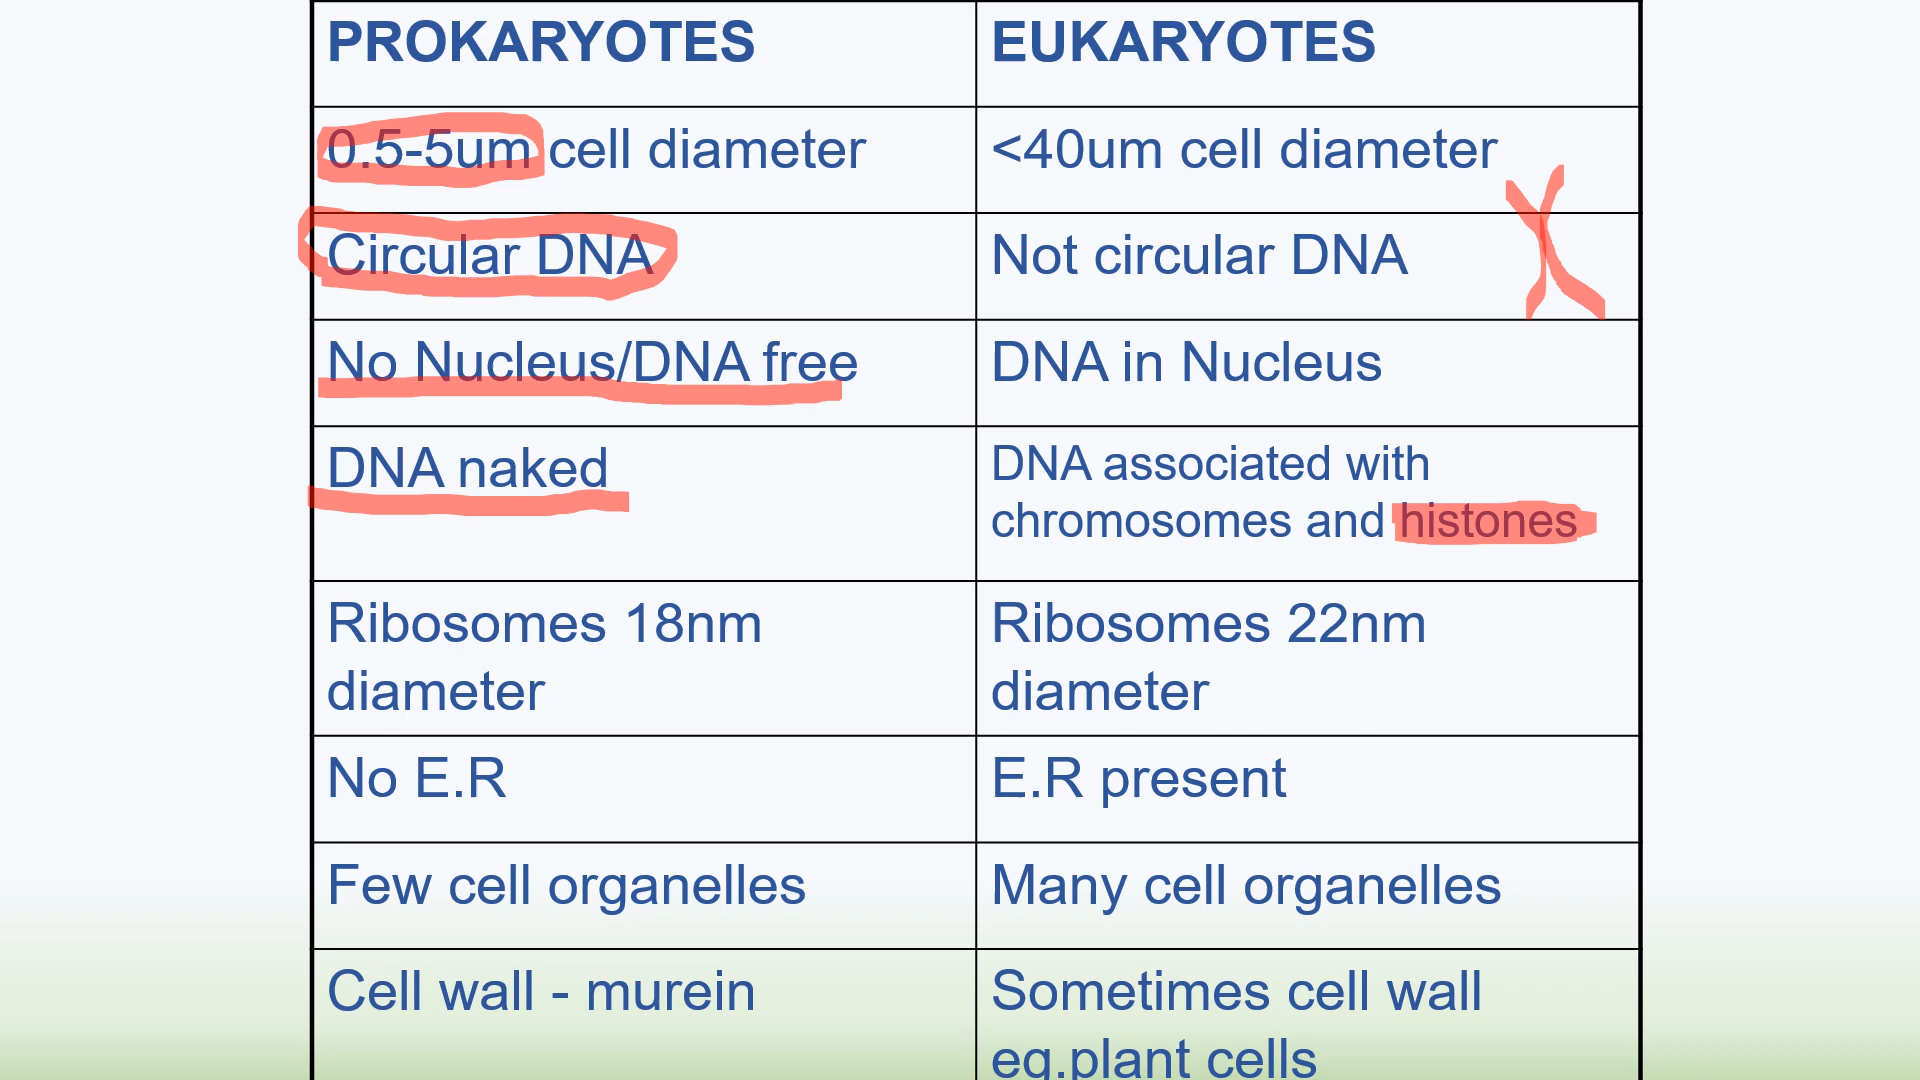 PROKARYOTES
EUKARYOTES
0.5-5um cell diameter
<40um cell diameter
Circular DNA
Not circular DNA
No Nucleus/DNA free
DNA in Nucleus
DNA naked
DNA associated with
chromosomes and histones
Ribosomes 18nm
diameter
Ribosomes 22nm
diameter
No E.R
E.R present
Few cell organelles
Many cell organelles
Cell wall - murein
Sometimes cell wall
eg.plant cells